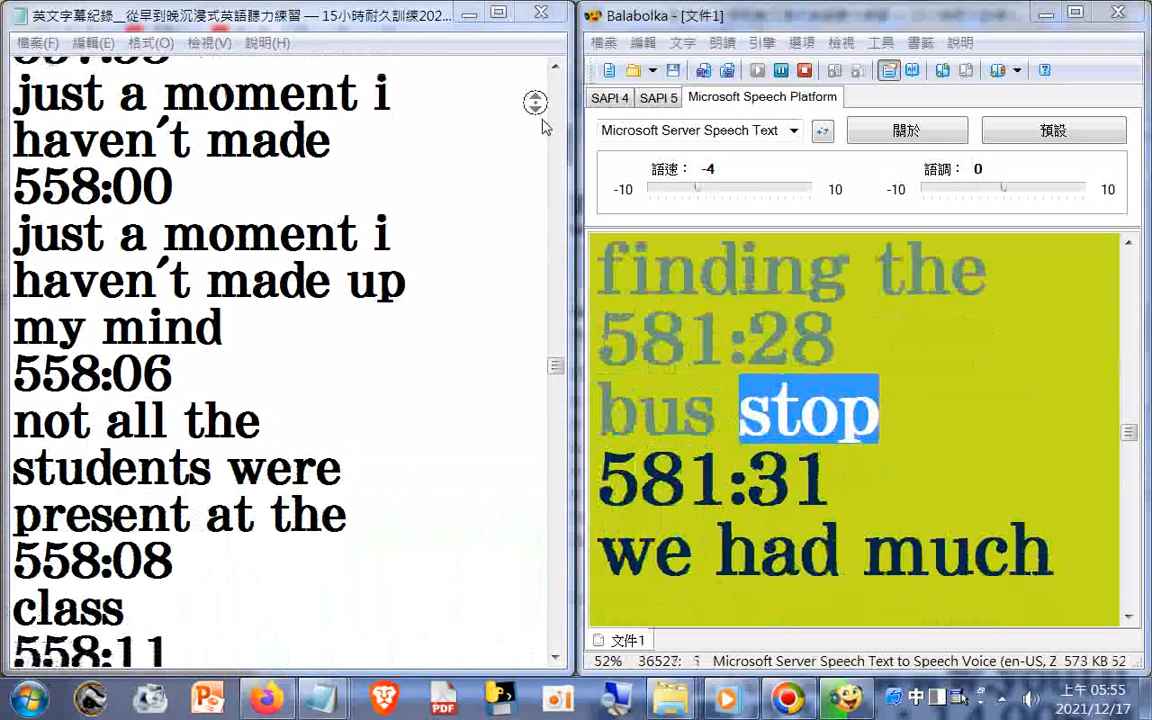 英文字幕紀錄__從早到晚沉浸式英語聽力練習 — 15小時耐久訓練202...
檔案(F) 編輯(E) 格式(O) 檢視(V) 說明(H)
just a moment i
haven't made
558:00
just a moment i
haven't made up
my mind
558:06
not all the
students were
present at the
558:08
class
558:11
Balabolka - [文件1]
檔案 編輯 文字 朗讀 引擎 選項 檢視 工具 書籤 說明
SAPI 4 SAPI 5 Microsoft Speech Platform
Microsoft Server Speech Text 關於 預設
語速： -4 語調： 0
-10 10 -10 10
finding the
581:28
bus stop
581:31
we had much
文件1
52% 36527: Microsoft Server Speech Text to Speech Voice (en-US, Z 573 KB 52
PDF 中 上午 05:55
2021/12/17